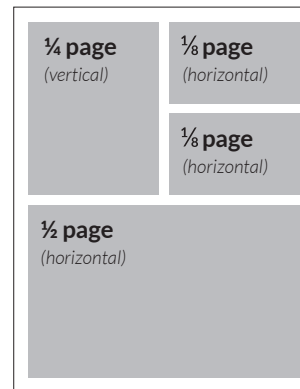 ¼ page
(vertical)
⅛ page
(horizontal)
⅛ page
(horizontal)
½ page
(horizontal)